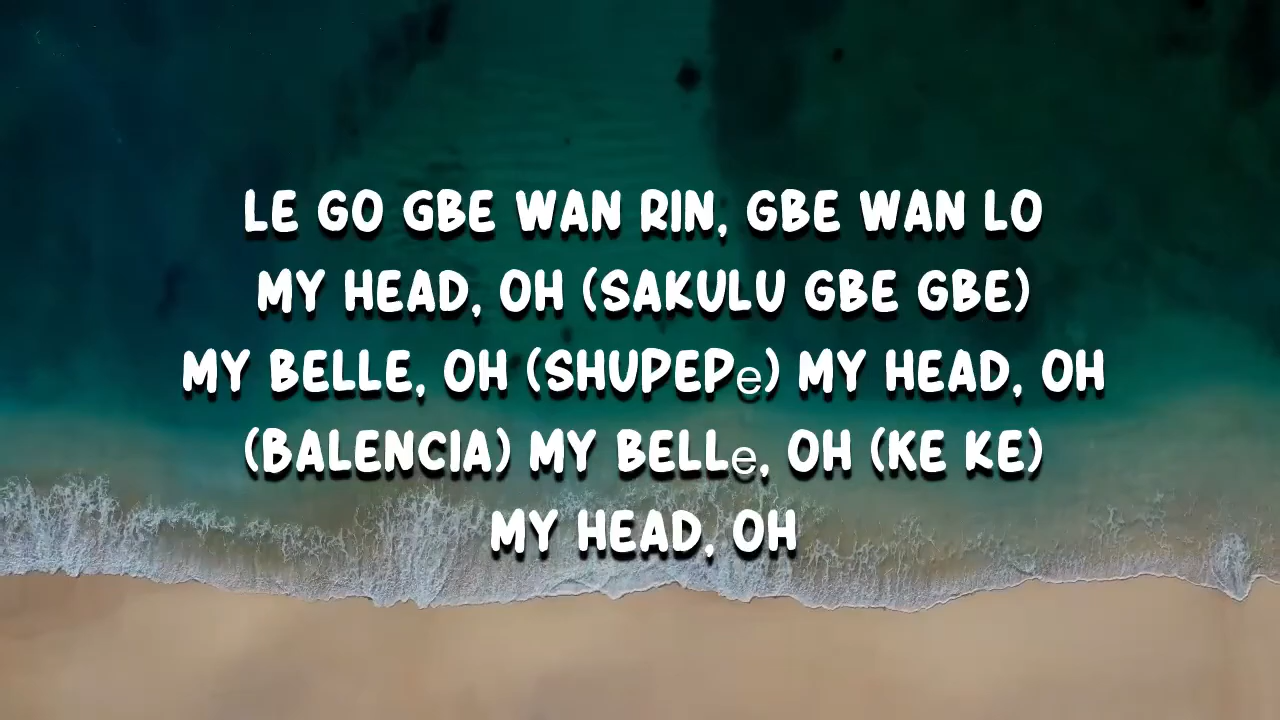 LE GO GBE WAN RIN, GBE WAN LO
MY HEAD, OH (SAKULU GBE GBE)
MY BELLE, OH (SHUPEPe) MY HEAD, OH
(BALENCIA) MY BELLe, OH (KE KE)
MY HEAD, OH